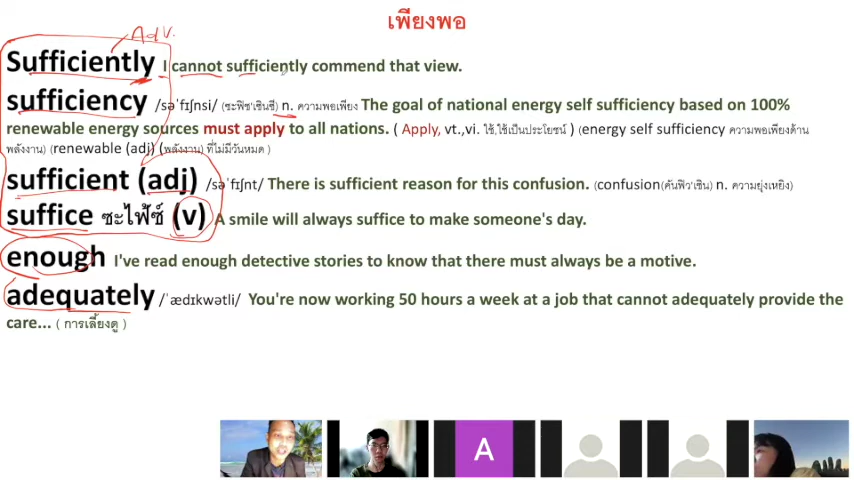 เพียงพอ
Adv.
Sufficiently I cannot sufficiently commend that view.
sufficiency /səˈfɪʃnsi/ (ซะฟิช'เชินซี) n. ความพอเพียง The goal of national energy self sufficiency based on 100%
renewable energy sources must apply to all nations. ( Apply, vt.,vi. ใช้,ใช้เป็นประโยชน์ ) (energy self sufficiency ความพอเพียงด้าน
พลังงาน) (renewable (adj) (พลังงาน) ที่ไม่มีวันหมด )
sufficient (adj) /səˈfɪʃnt/ There is sufficient reason for this confusion. (confusion(คันฟิว'เชิน) n. ความยุ่งเหยิง)
suffice ซะไฟ้ซ์ (v) A smile will always suffice to make someone's day.
enough I've read enough detective stories to know that there must always be a motive.
adequately /ˈædɪkwətli/ You're now working 50 hours a week at a job that cannot adequately provide the
care... ( การเลี้ยงดู )
A